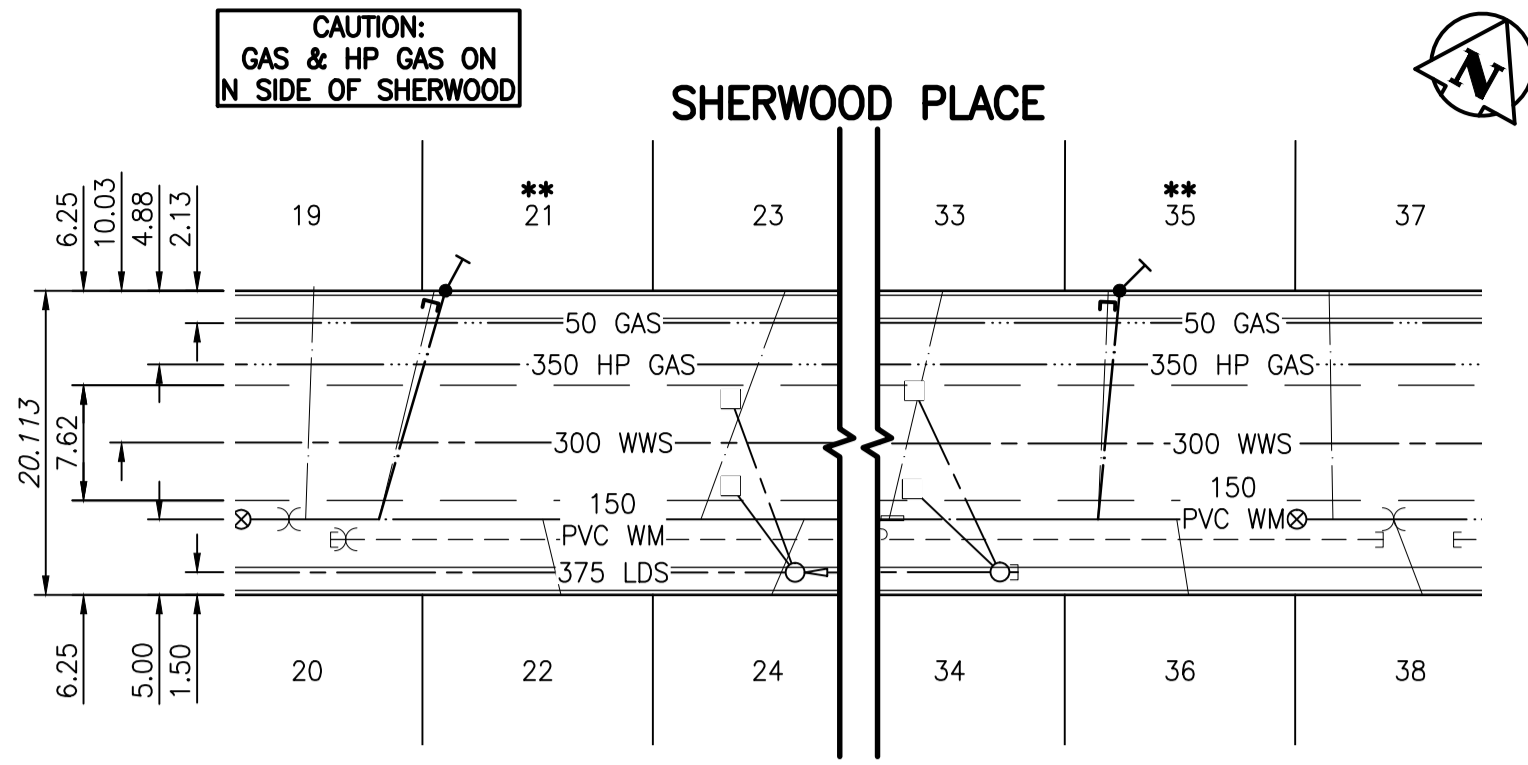 CAUTION:
GAS & HP GAS ON
N SIDE OF SHERWOOD
SHERWOOD PLACE
N
6.25
10.03
4.88
2.13
19
**
21
23
33
**
35
37
50 GAS
50 GAS
350 HP GAS
350 HP GAS
20.113
7.62
300 WWS
300 WWS
150
PVC WM
150
PVC WM
375 LDS
6.25
5.00
1.50
20
22
24
34
36
38